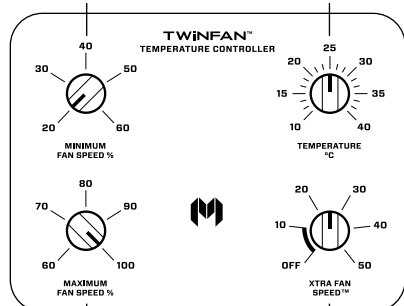 TWiNFAN™
TEMPERATURE CONTROLLER
40
30 50
20 60
MINIMUM
FAN SPEED %
25
20 30
15 35
10 40
TEMPERATURE
ºC
80
70 90
60 100
MAXIMUM
FAN SPEED %
20 30
10 40
OFF 50
XTRA FAN
SPEED™